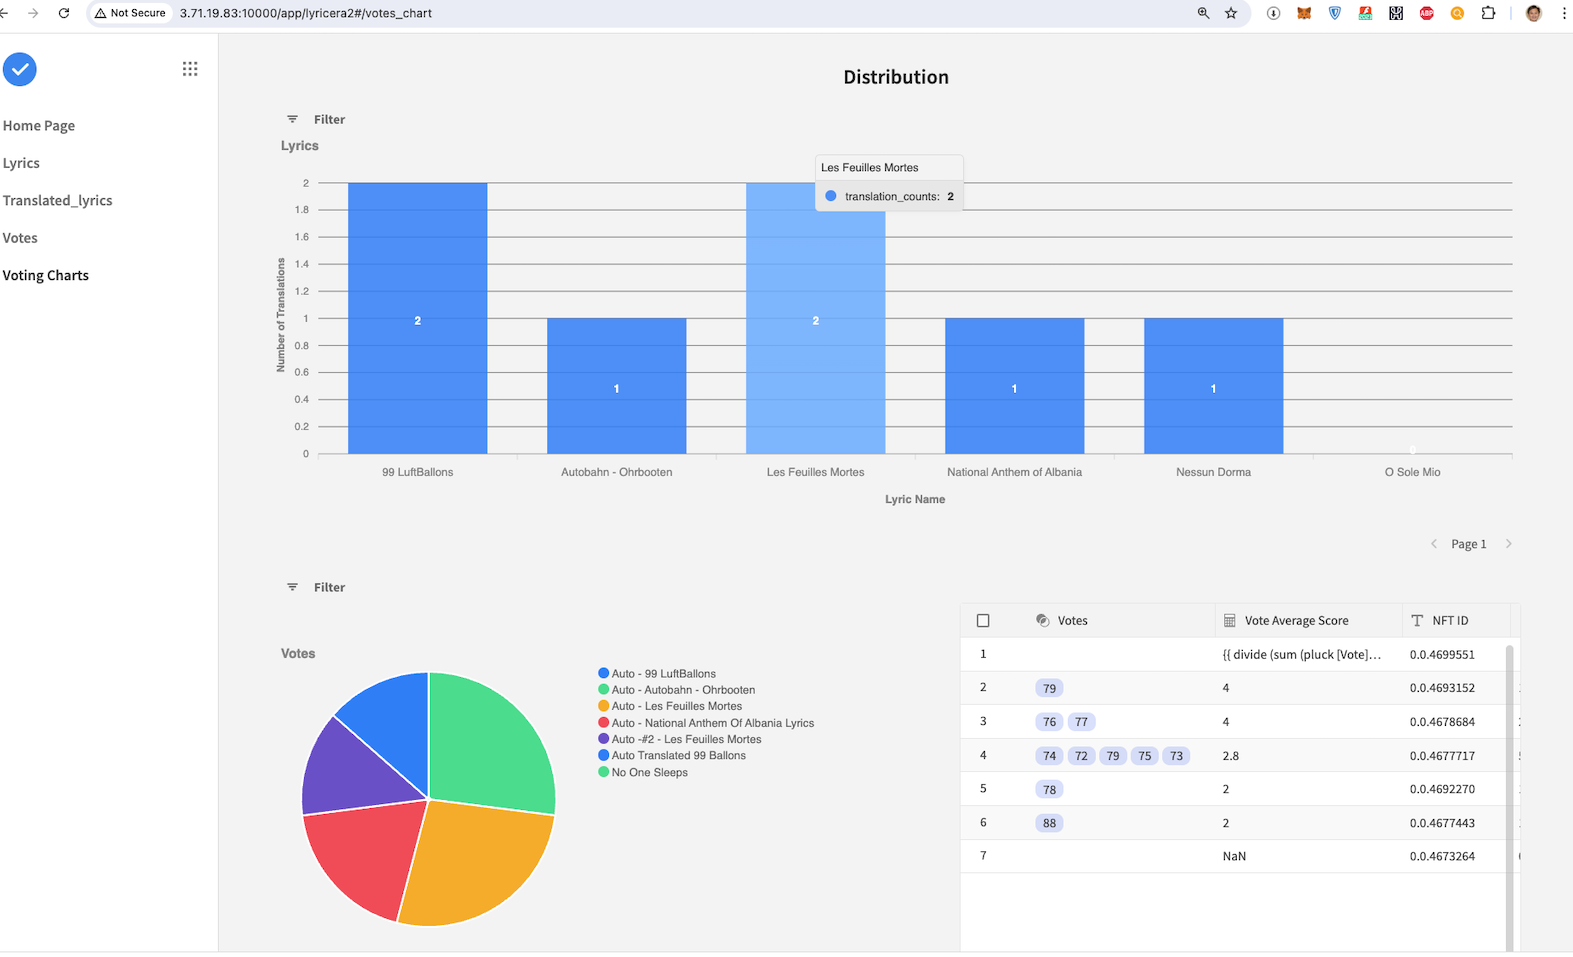 Not Secure 3.71.19.83:10000/app/lyricera2#/votes_chart
Home Page
Lyrics
Translated_lyrics
Votes
Voting Charts
Distribution
Filter
Lyrics
Les Feuilles Mortes
translation_counts: 2
2
1.8
1.6
1.4
1.2
1
0.8
0.6
0.4
0.2
0
Number of Translations
2
1
2
1
1
0
99 LuftBallons
Autobahn - Ohrbooten
Les Feuilles Mortes
National Anthem of Albania
Nessun Dorma
O Sole Mio
Lyric Name
Page 1
Filter
Votes
Auto - 99 LuftBallons
Auto - Autobahn - Ohrbooten
Auto - Les Feuilles Mortes
Auto - National Anthem Of Albania Lyrics
Auto -#2 - Les Feuilles Mortes
Auto Translated 99 Ballons
No One Sleeps
Votes Vote Average Score NFT ID
1 {{ divide (sum (pluck [Vote]... 0.0.4699551
2 79 4 0.0.4693152
3 76 77 4 0.0.4678684
4 74 72 79 75 73 2.8 0.0.4677717
5 78 2 0.0.4692270
6 88 2 0.0.4677443
7 NaN 0.0.4673264